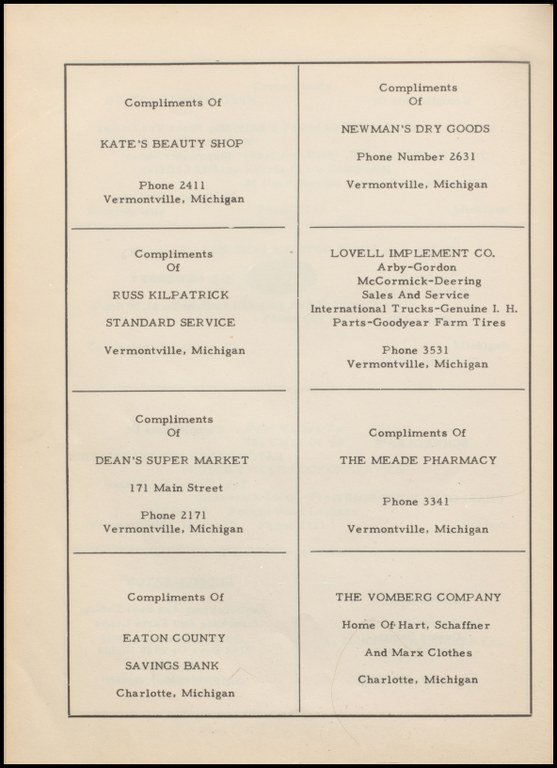 Compliments Of
KATE'S BEAUTY SHOP
Phone 2411
Vermontville, Michigan
Compliments
Of
NEWMAN'S DRY GOODS
Phone Number 2631
Vermontville, Michigan
Compliments
Of
RUSS KILPATRICK
STANDARD SERVICE
Vermontville, Michigan
LOVELL IMPLEMENT CO.
Arby-Gordon
McCormick-Deering
Sales And Service
International Trucks-Genuine I. H.
Parts-Goodyear Farm Tires
Phone 3531
Vermontville, Michigan
Compliments
Of
DEAN'S SUPER MARKET
171 Main Street
Phone 2171
Vermontville, Michigan
Compliments Of
THE MEADE PHARMACY
Phone 3341
Vermontville, Michigan
Compliments Of
EATON COUNTY
SAVINGS BANK
Charlotte, Michigan
THE VOMBERG COMPANY
Home Of Hart, Schaffner
And Marx Clothes
Charlotte, Michigan